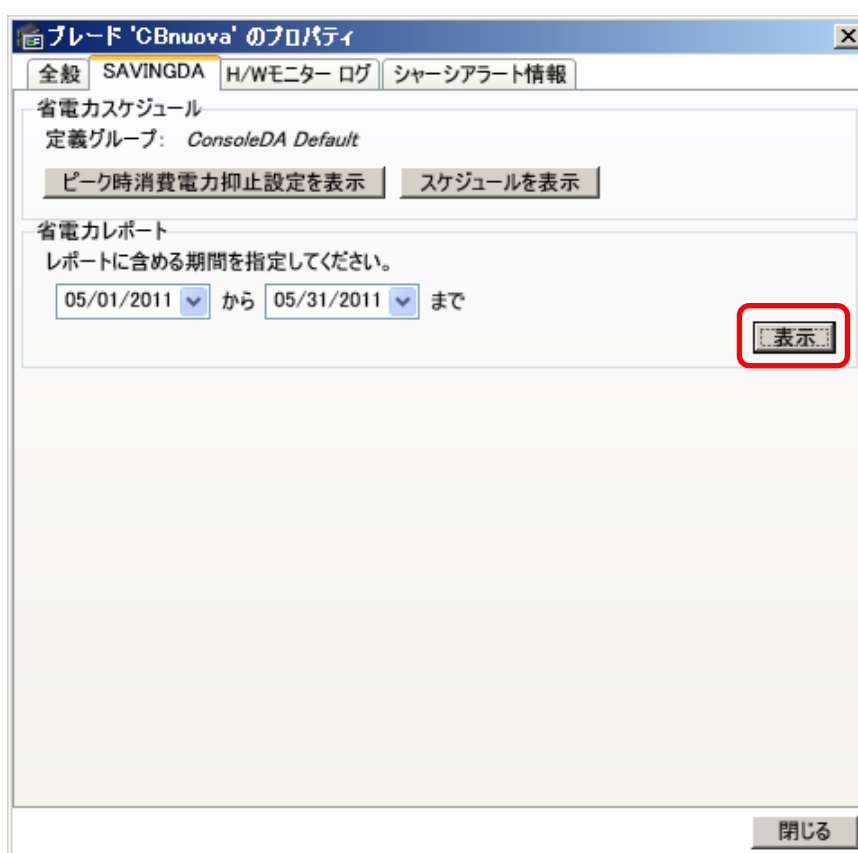 ブレード 'CBnuova' のプロパティ
全般 SAVINGDA H/Wモニター ログ シャーシアラート情報
省電力スケジュール
定義グループ: ConsoleDA Default
ピーク時消費電力抑止設定を表示 スケジュールを表示
省電力レポート
レポートに含める期間を指定してください。
05/01/2011 から 05/31/2011 まで
表示
閉じる